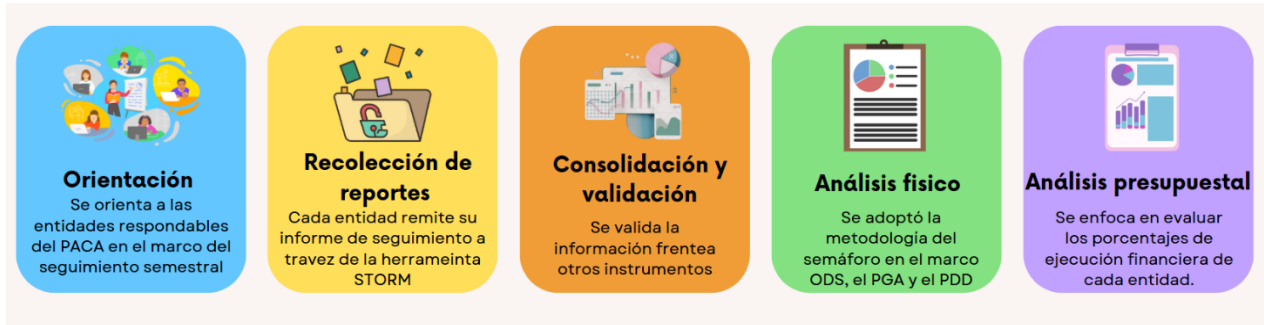 Orientación
Se orienta a las
entidades respondables
del PACA en el marco del
seguimiento semestral
Recolección de
reportes
Cada entidad remite su
informe de seguimiento a
travez de la herrameinta
STORM
Consolidación y
validación
Se valida la
información frentea
otros instrumentos
Análisis fisico
Se adoptó la
metodología del
semáforo en el marco
ODS, el PGA y el PDD
Análisis presupuestal
Se enfoca en evaluar
los porcentajes de
ejecución financiera de
cada entidad.